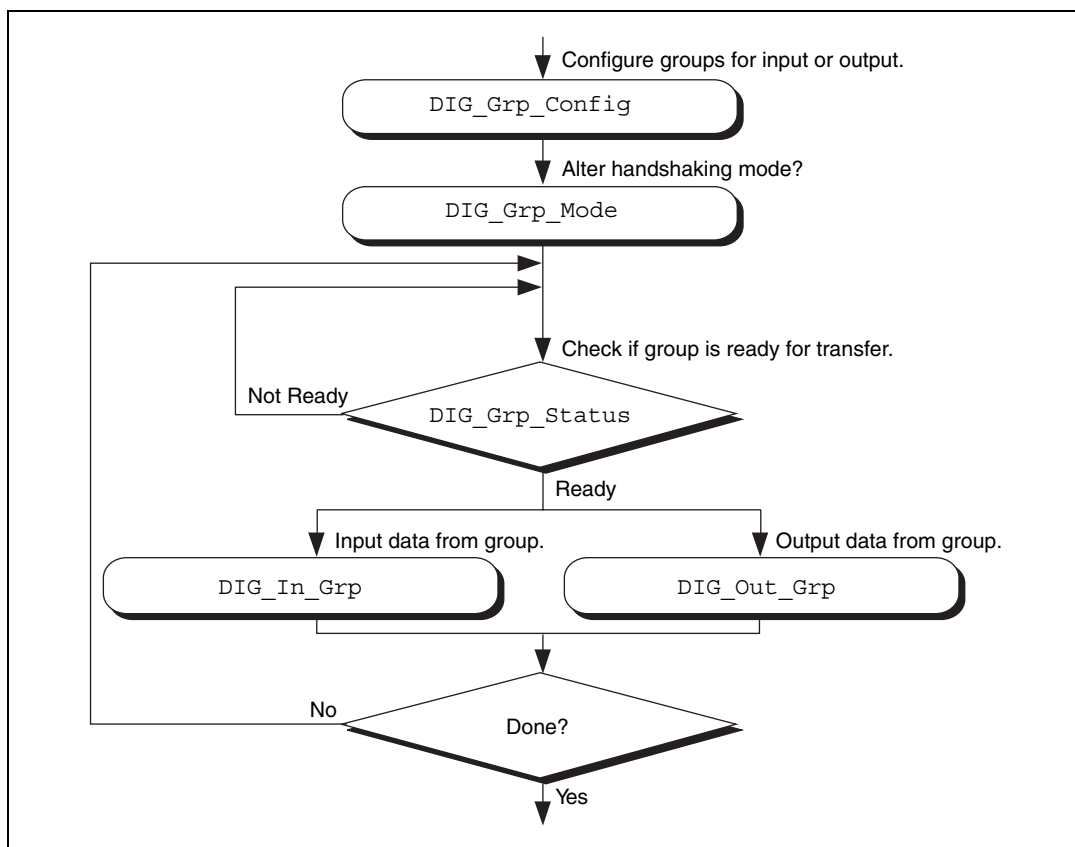 Configure groups for input or output.
DIG_Grp_Config
Alter handshaking mode?
DIG_Grp_Mode
Check if group is ready for transfer.
Not Ready
DIG_Grp_Status
Ready
Input data from group.
Output data from group.
DIG_In_Grp
DIG_Out_Grp
No
Done?
Yes